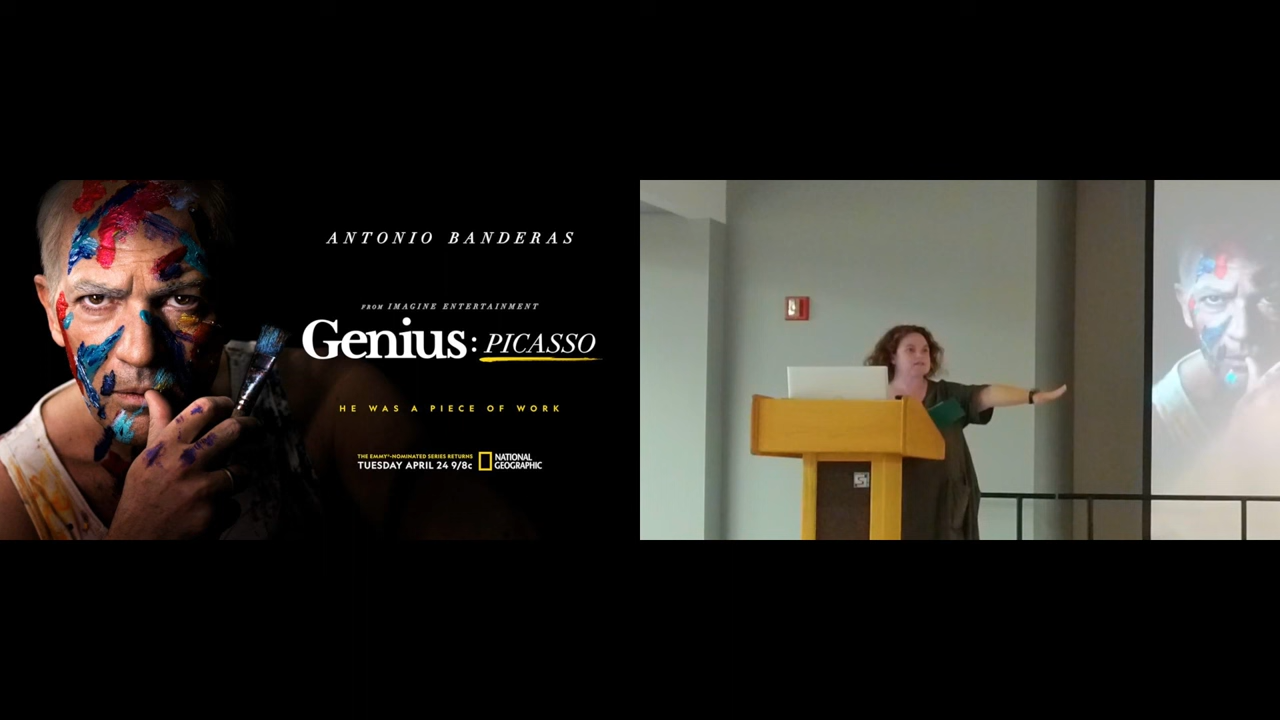 ANTONIO BANDERAS
FROM IMAGINE ENTERTAINMENT
Genius: PICASSO
HE WAS A PIECE OF WORK
THE EMMY®-NOMINATED SERIES RETURNS
TUESDAY APRIL 24 9/8c
NATIONAL
GEOGRAPHIC